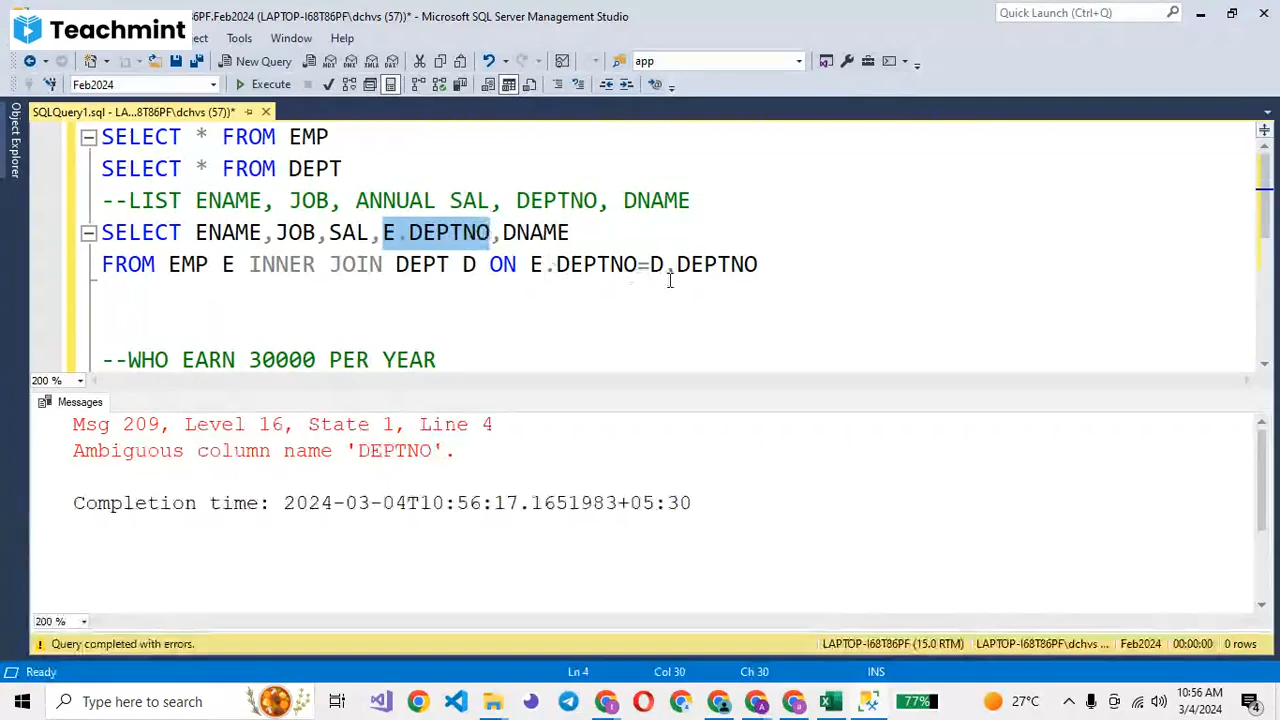 PF.Feb2024 (LAPTOP-I68T86PF\dchvs (57))* - Microsoft SQL Server Management Studio
Quick Launch (Ctrl+Q)
Teachmint
Tools Window Help
New Query
app
Feb2024
Execute
SQLQuery1.sql - LA...8T86PF\dchvs (57))*
Object Explorer
SELECT * FROM EMP
SELECT * FROM DEPT
--LIST ENAME, JOB, ANNUAL SAL, DEPTNO, DNAME
SELECT ENAME,JOB,SAL,E.DEPTNO,DNAME
FROM EMP E INNER JOIN DEPT D ON E.DEPTNO=D.DEPTNO
--WHO EARN 30000 PER YEAR
200 %
Messages
Msg 209, Level 16, State 1, Line 4
Ambiguous column name 'DEPTNO'.
Completion time: 2024-03-04T10:56:17.1651983+05:30
200 %
Query completed with errors.
LAPTOP-I68T86PF (15.0 RTM)
LAPTOP-I68T86PF\dchvs ...
Feb2024
00:00:00
0 rows
Ready
Ln 4
Col 30
Ch 30
INS
Type here to search
77%
27°C
10:56 AM
3/4/2024
4